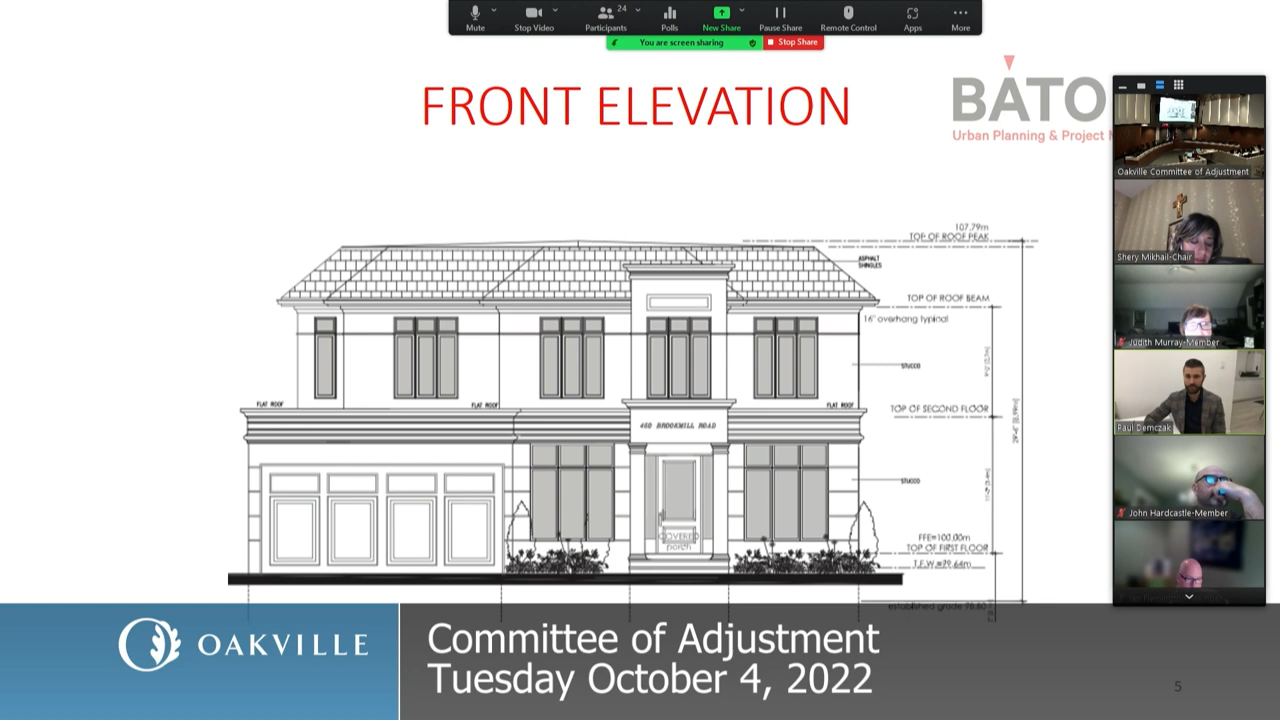 24
Mute
Stop Video
Participants
Polls
New Share
Pause Share
Remote Control
Apps
More
You are screen sharing
Stop Share
FRONT ELEVATION
BATO
Urban Planning & Project
Oakville Committee of Adjustment
Shery Mikhail-Chair
Judith Murray-Member
Paul Demczak
John Hardcastle-Member
107.79m
TOP OF ROOF PEAK
ASPHALT
SHINGLES
TOP OF ROOF BEAM
16" overhang typical
STUCCO
FLAT ROOF
FLAT ROOF
FLAT ROOF
TOP OF SECOND FLOOR
460 BROOKMILL ROAD
STUCCO
COVERED
porch
FFE=100.00m
TOP OF FIRST FLOOR
T.F.W.=99.64m
established grade 98.80
OAKVILLE
Committee of Adjustment
Tuesday October 4, 2022
5